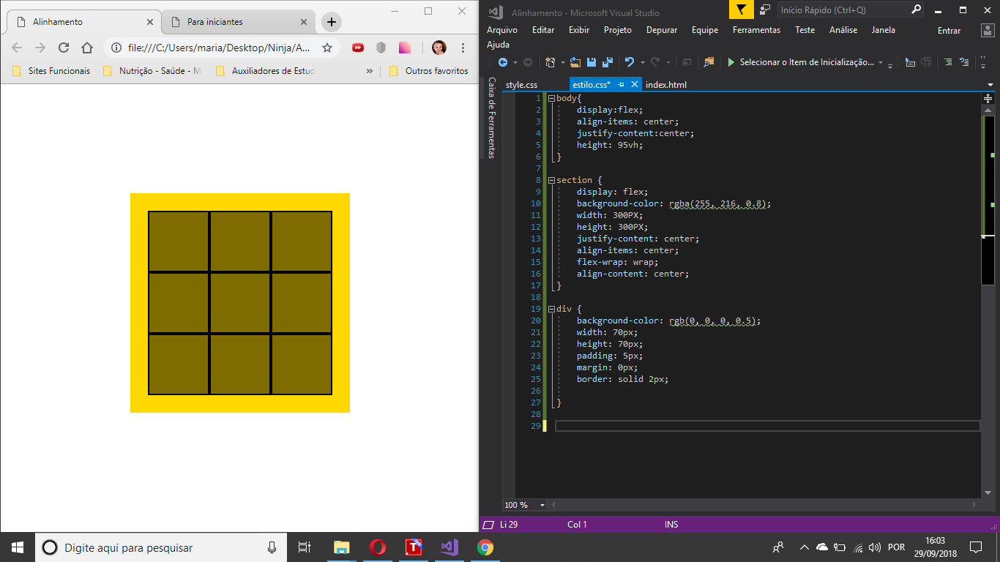 Alinhamento
Para iniciantes
file:///C:/Users/maria/Desktop/Ninja/A...
Sites Funcionais
Nutrição - Saúde - M
Auxiliadores de Estud
»
Outros favoritos
Alinhamento - Microsoft Visual Studio
Início Rápido (Ctrl+Q)
Arquivo Editar Exibir Projeto Depurar Equipe Ferramentas Teste Análise Janela Entrar
Ajuda
Selecionar o Item de Inicialização...
Caixa de Ferramentas
style.css estilo.css* index.html
1 body{
2 display:flex;
3 align-items: center;
4 justify-content:center;
5 height: 95vh;
6 }
7
8 section {
9 display: flex;
10 background-color: rgba(255, 216, 0.8);
11 width: 300PX;
12 height: 300PX;
13 justify-content: center;
14 align-items: center;
15 flex-wrap: wrap;
16 align-content: center;
17 }
18
19 div {
20 background-color: rgb(0, 0, 0, 0.5);
21 width: 70px;
22 height: 70px;
23 padding: 5px;
24 margin: 0px;
25 border: solid 2px;
26
27 }
28
29
100 %
Li 29 Col 1 INS
Digite aqui para pesquisar
T
POR
16:03
29/09/2018